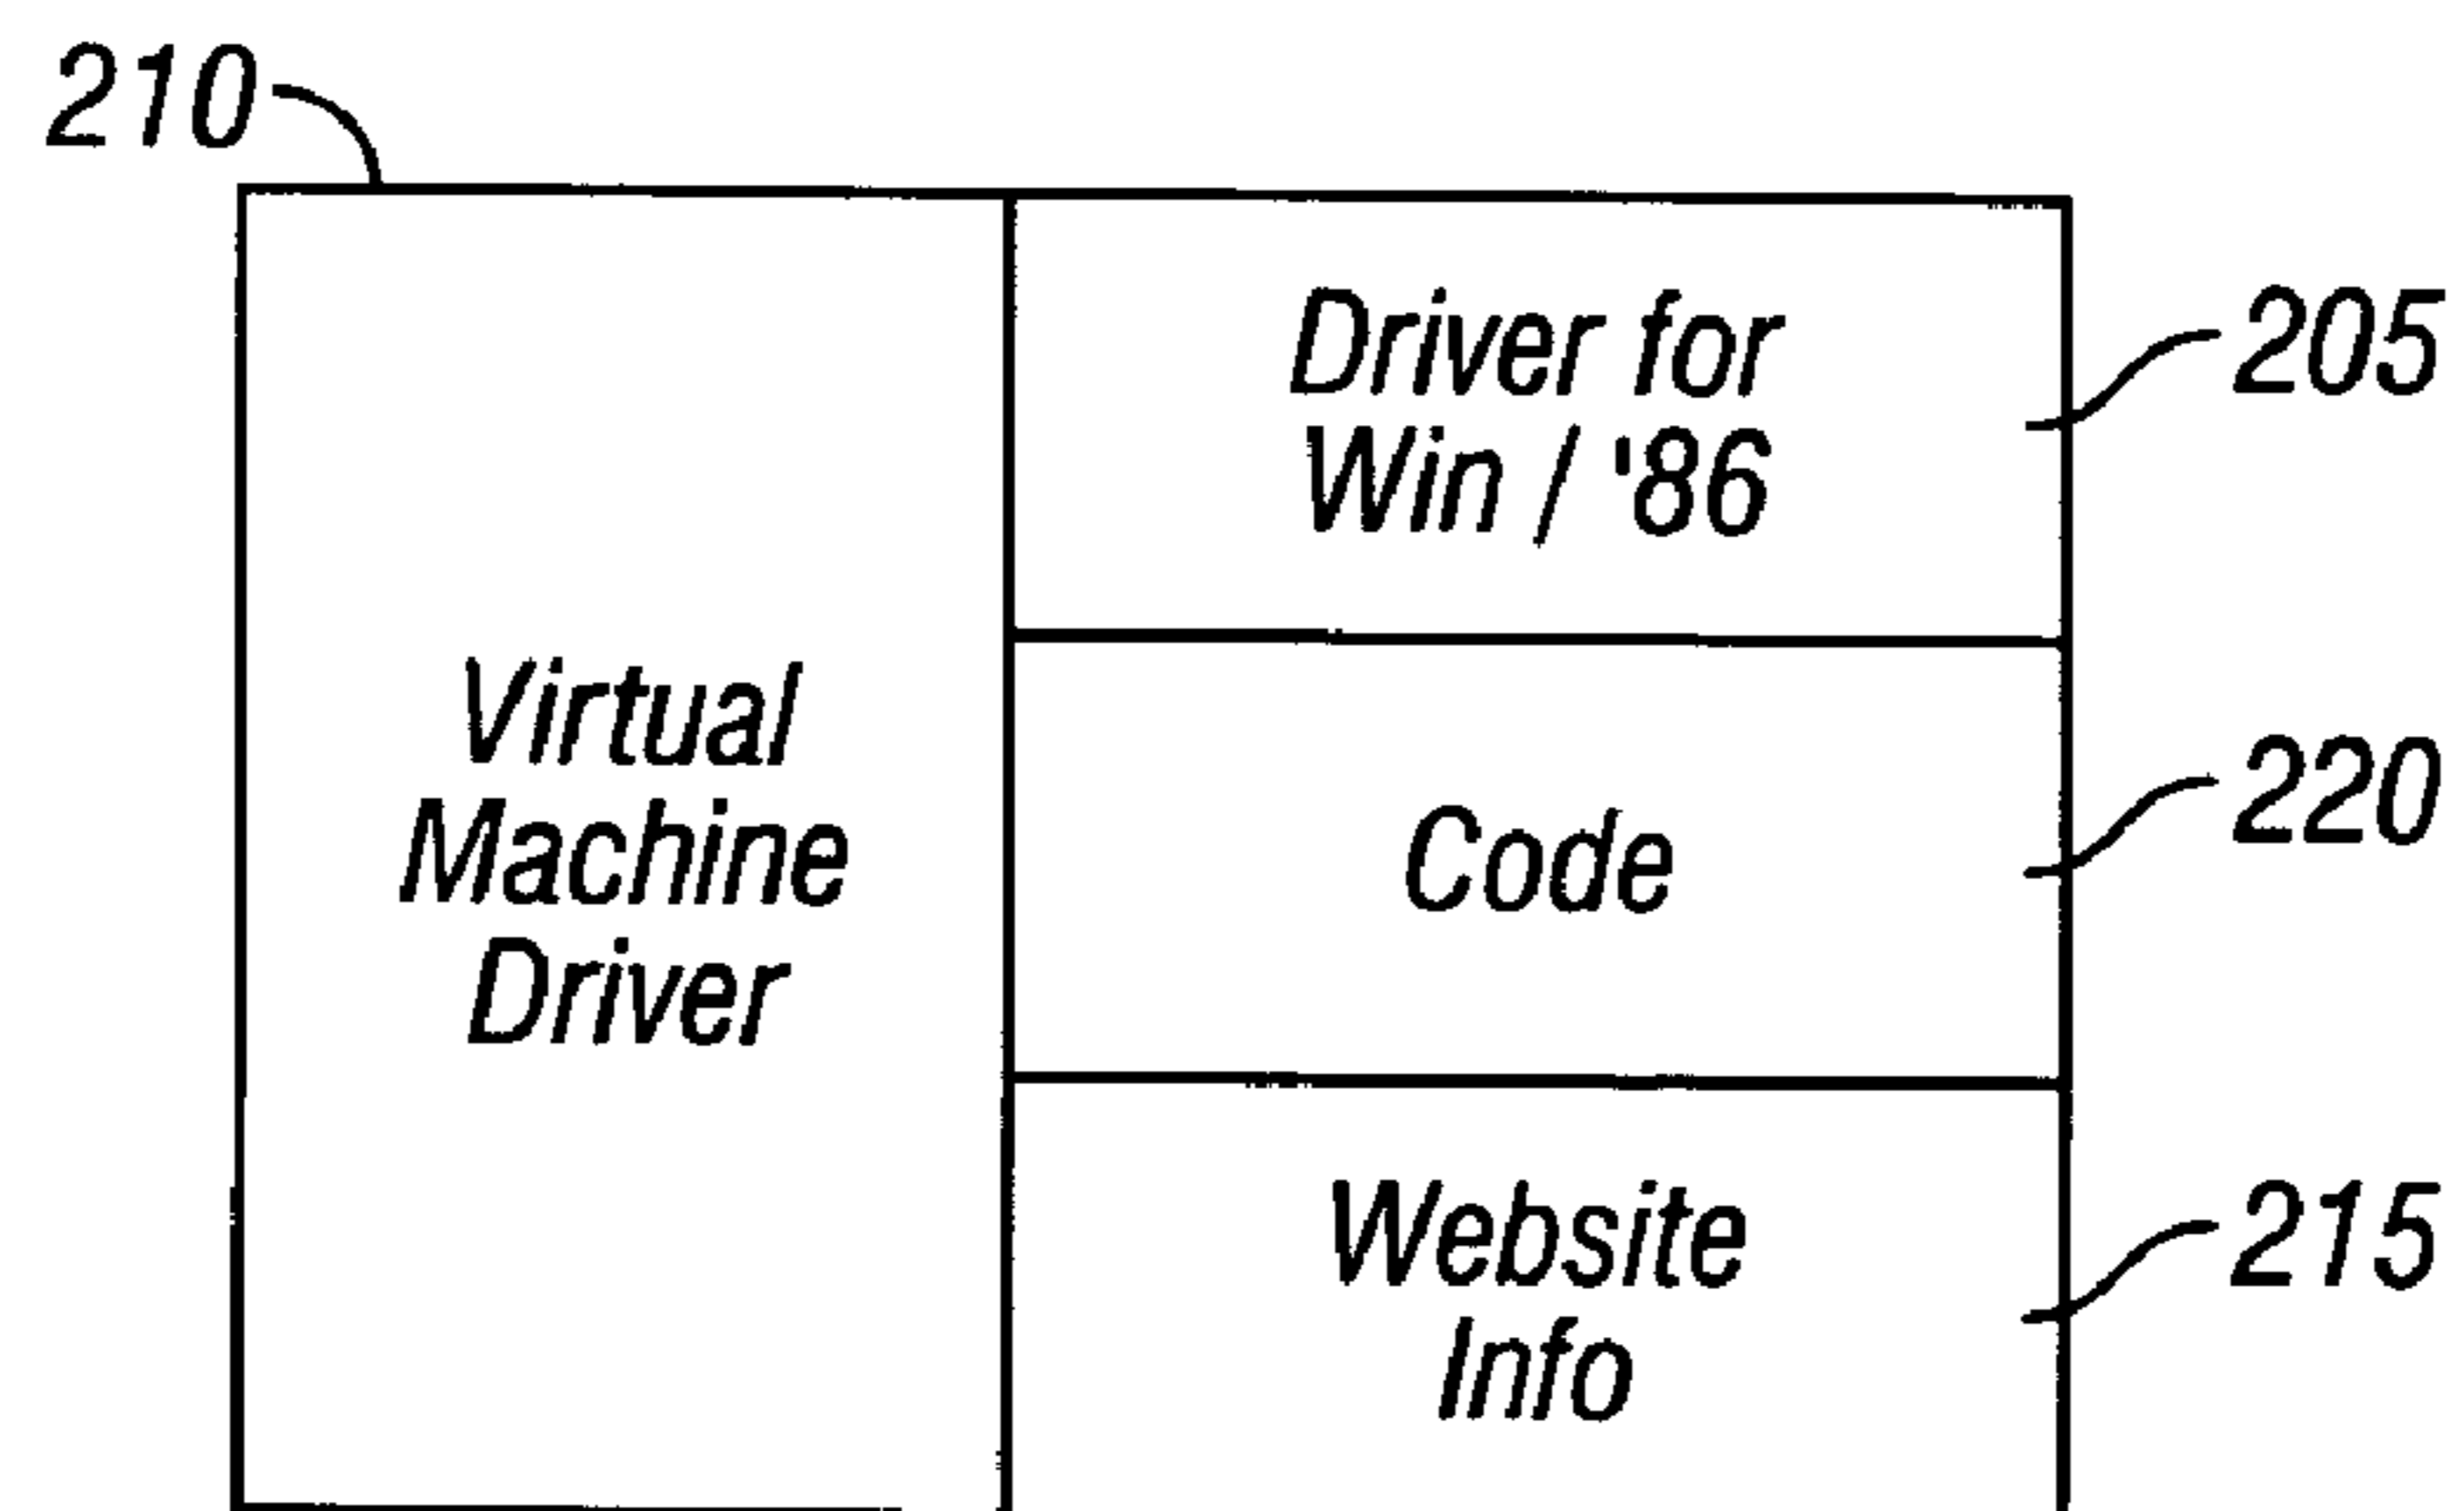 210
Virtual
Machine
Driver
Driver for
Win / '86
205
Code
220
Website
Info
215